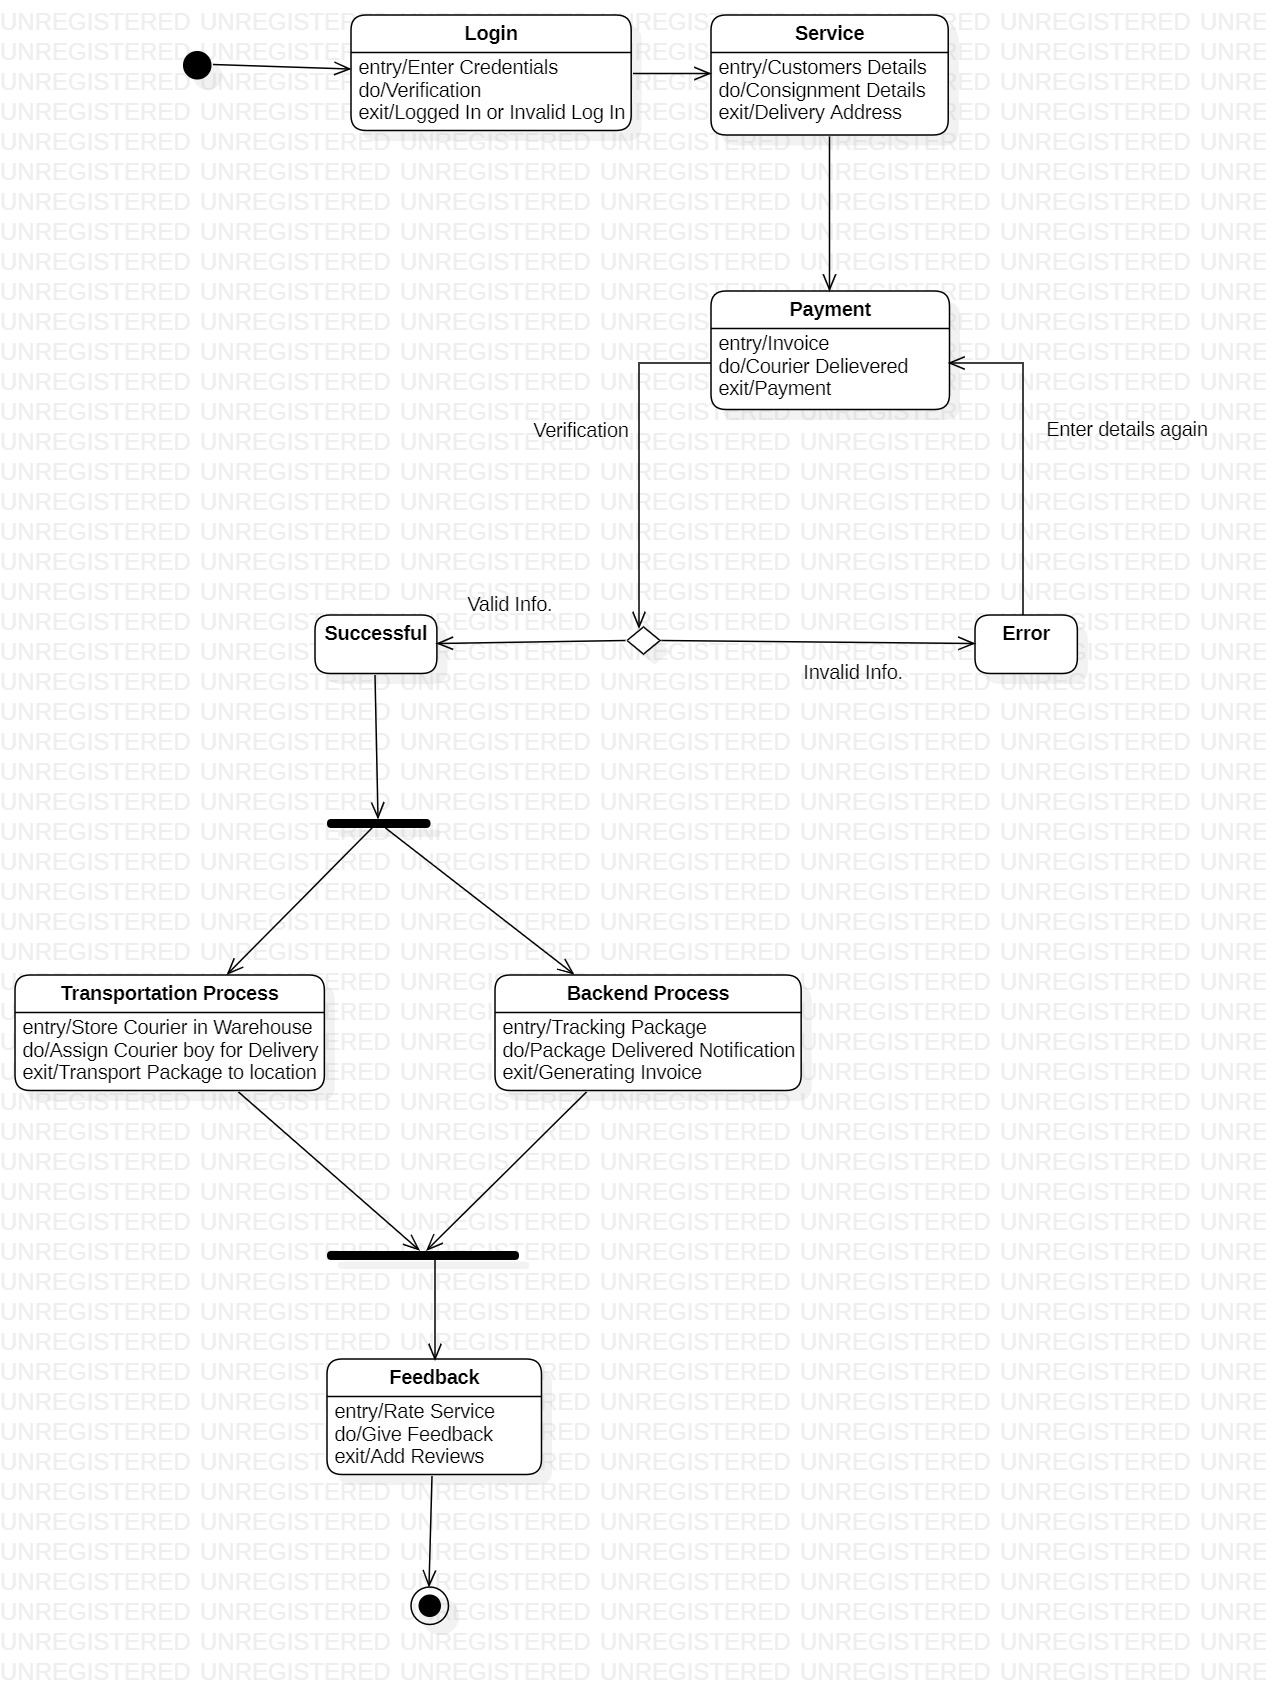 Login
entry/Enter Credentials
do/Verification
exit/Logged In or Invalid Log In
Service
entry/Customers Details
do/Consignment Details
exit/Delivery Address
Payment
entry/Invoice
do/Courier Delievered
exit/Payment
Verification
Enter details again
Valid Info.
Successful
Error
Invalid Info.
Transportation Process
entry/Store Courier in Warehouse
do/Assign Courier boy for Delivery
exit/Transport Package to location
Backend Process
entry/Tracking Package
do/Package Delivered Notification
exit/Generating Invoice
Feedback
entry/Rate Service
do/Give Feedback
exit/Add Reviews
UNREGISTERED